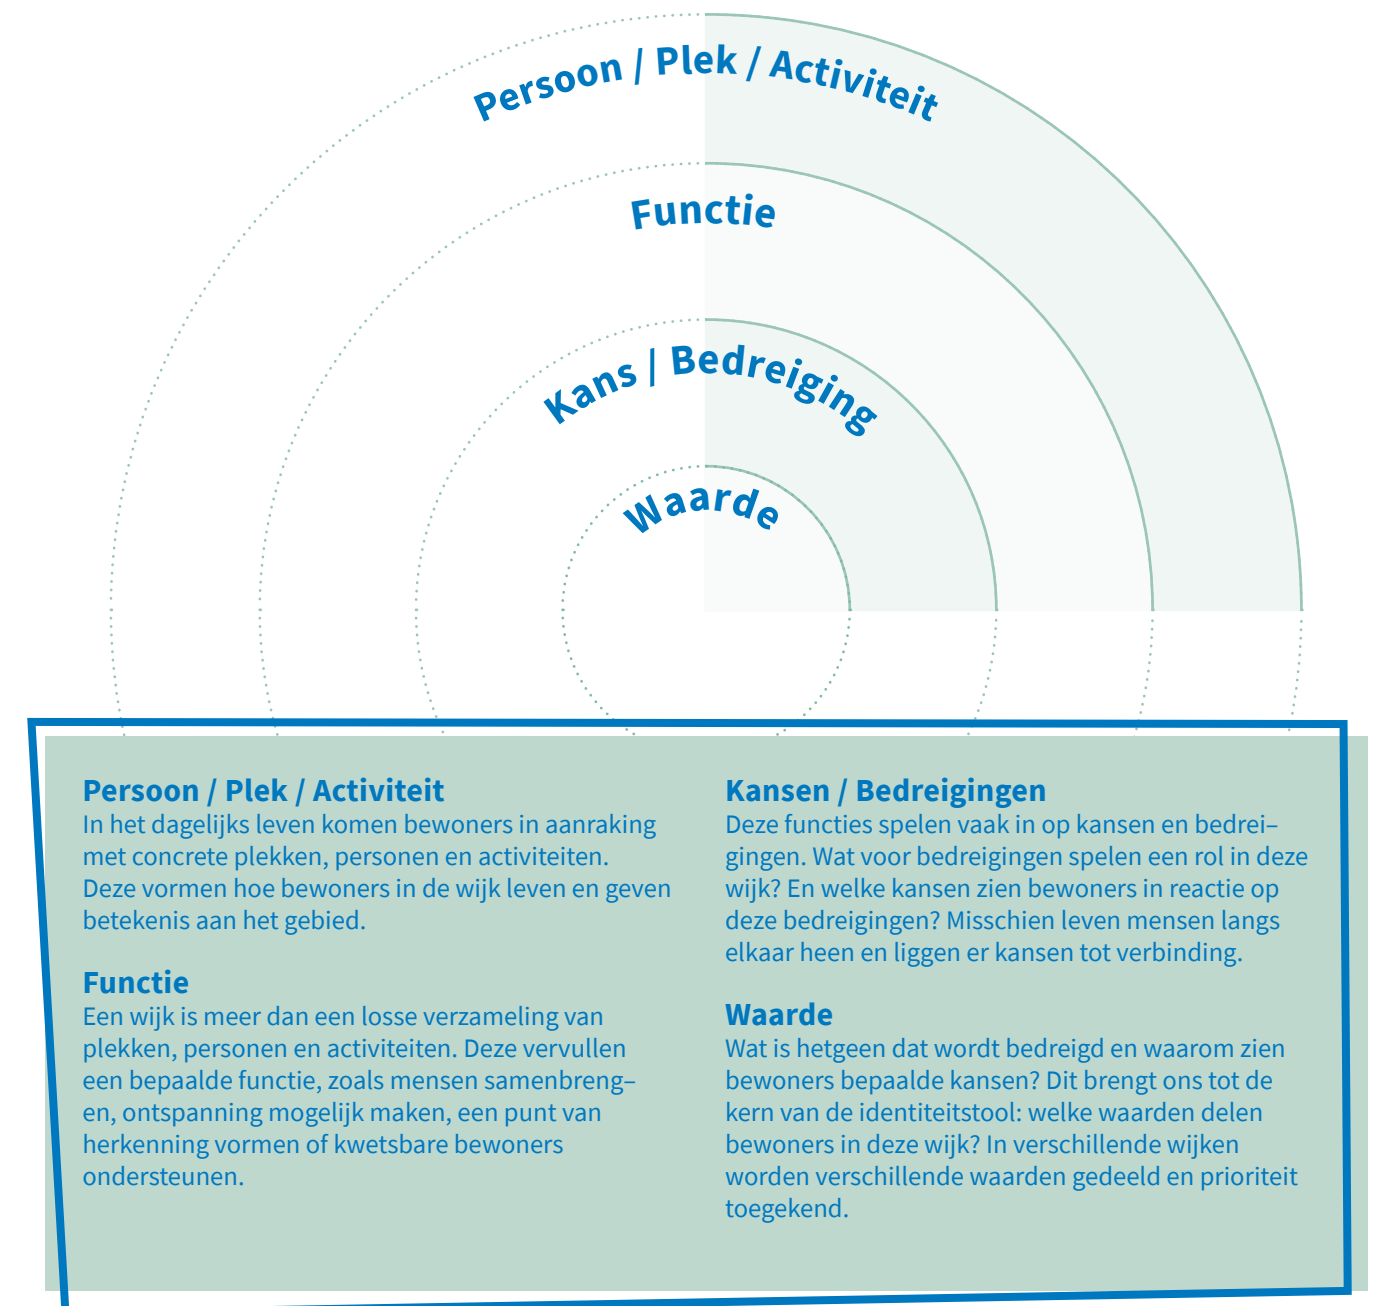 Persoon / Plek / Activiteit
Functie
Kans / Bedreiging
Waarde
Persoon / Plek / Activiteit
In het dagelijks leven komen bewoners in aanraking
met concrete plekken, personen en activiteiten.
Deze vormen hoe bewoners in de wijk leven en geven
betekenis aan het gebied.
Functie
Een wijk is meer dan een losse verzameling van
plekken, personen en activiteiten. Deze vervullen
een bepaalde functie, zoals mensen samenbreng–
en, ontspanning mogelijk maken, een punt van
herkenning vormen of kwetsbare bewoners
ondersteunen.
Kansen / Bedreigingen
Deze functies spelen vaak in op kansen en bedrei–
gingen. Wat voor bedreigingen spelen een rol in deze
wijk? En welke kansen zien bewoners in reactie op
deze bedreigingen? Misschien leven mensen langs
elkaar heen en liggen er kansen tot verbinding.
Waarde
Wat is hetgeen dat wordt bedreigd en waarom zien
bewoners bepaalde kansen? Dit brengt ons tot de
kern van de identiteitstool: welke waarden delen
bewoners in deze wijk? In verschillende wijken
worden verschillende waarden gedeeld en prioriteit
toegekend.